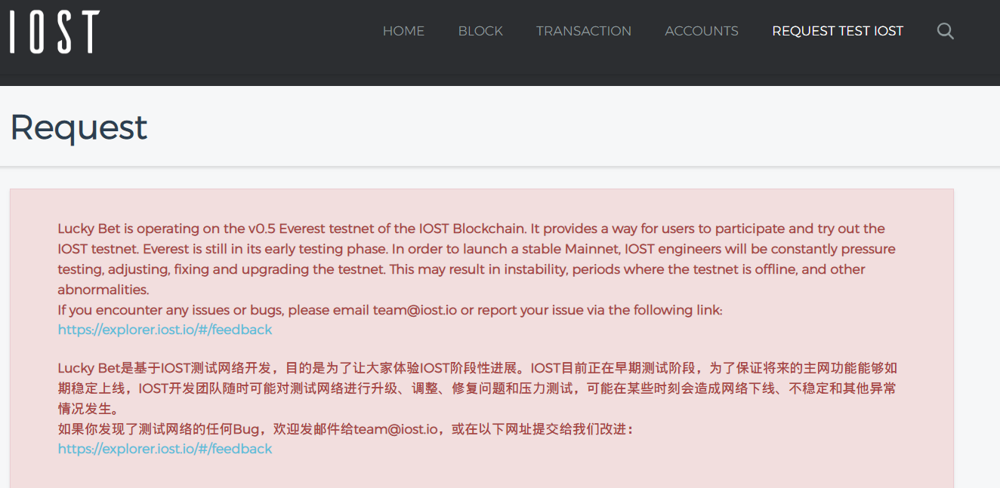 IOST
HOME BLOCK TRANSACTION ACCOUNTS REQUEST TEST IOST
Request
Lucky Bet is operating on the v0.5 Everest testnet of the IOST Blockchain. It provides a way for users to participate and try out the
IOST testnet. Everest is still in its early testing phase. In order to launch a stable Mainnet, IOST engineers will be constantly pressure
testing, adjusting, fixing and upgrading the testnet. This may result in instability, periods where the testnet is offline, and other
abnormalities.
If you encounter any issues or bugs, please email team@iost.io or report your issue via the following link:
https://explorer.iost.io/#/feedback
Lucky Bet是基于IOST测试网络开发，目的是为了让大家体验IOST阶段性进展。IOST目前正在早期测试阶段，为了保证将来的主网功能能够如
期稳定上线，IOST开发团队随时可能对测试网络进行升级、调整、修复问题和压力测试，可能在某些时刻会造成网络下线、不稳定和其他异常
情况发生。
如果你发现了测试网络的任何Bug，欢迎发邮件给team@iost.io，或在以下网址提交给我们改进：
https://explorer.iost.io/#/feedback